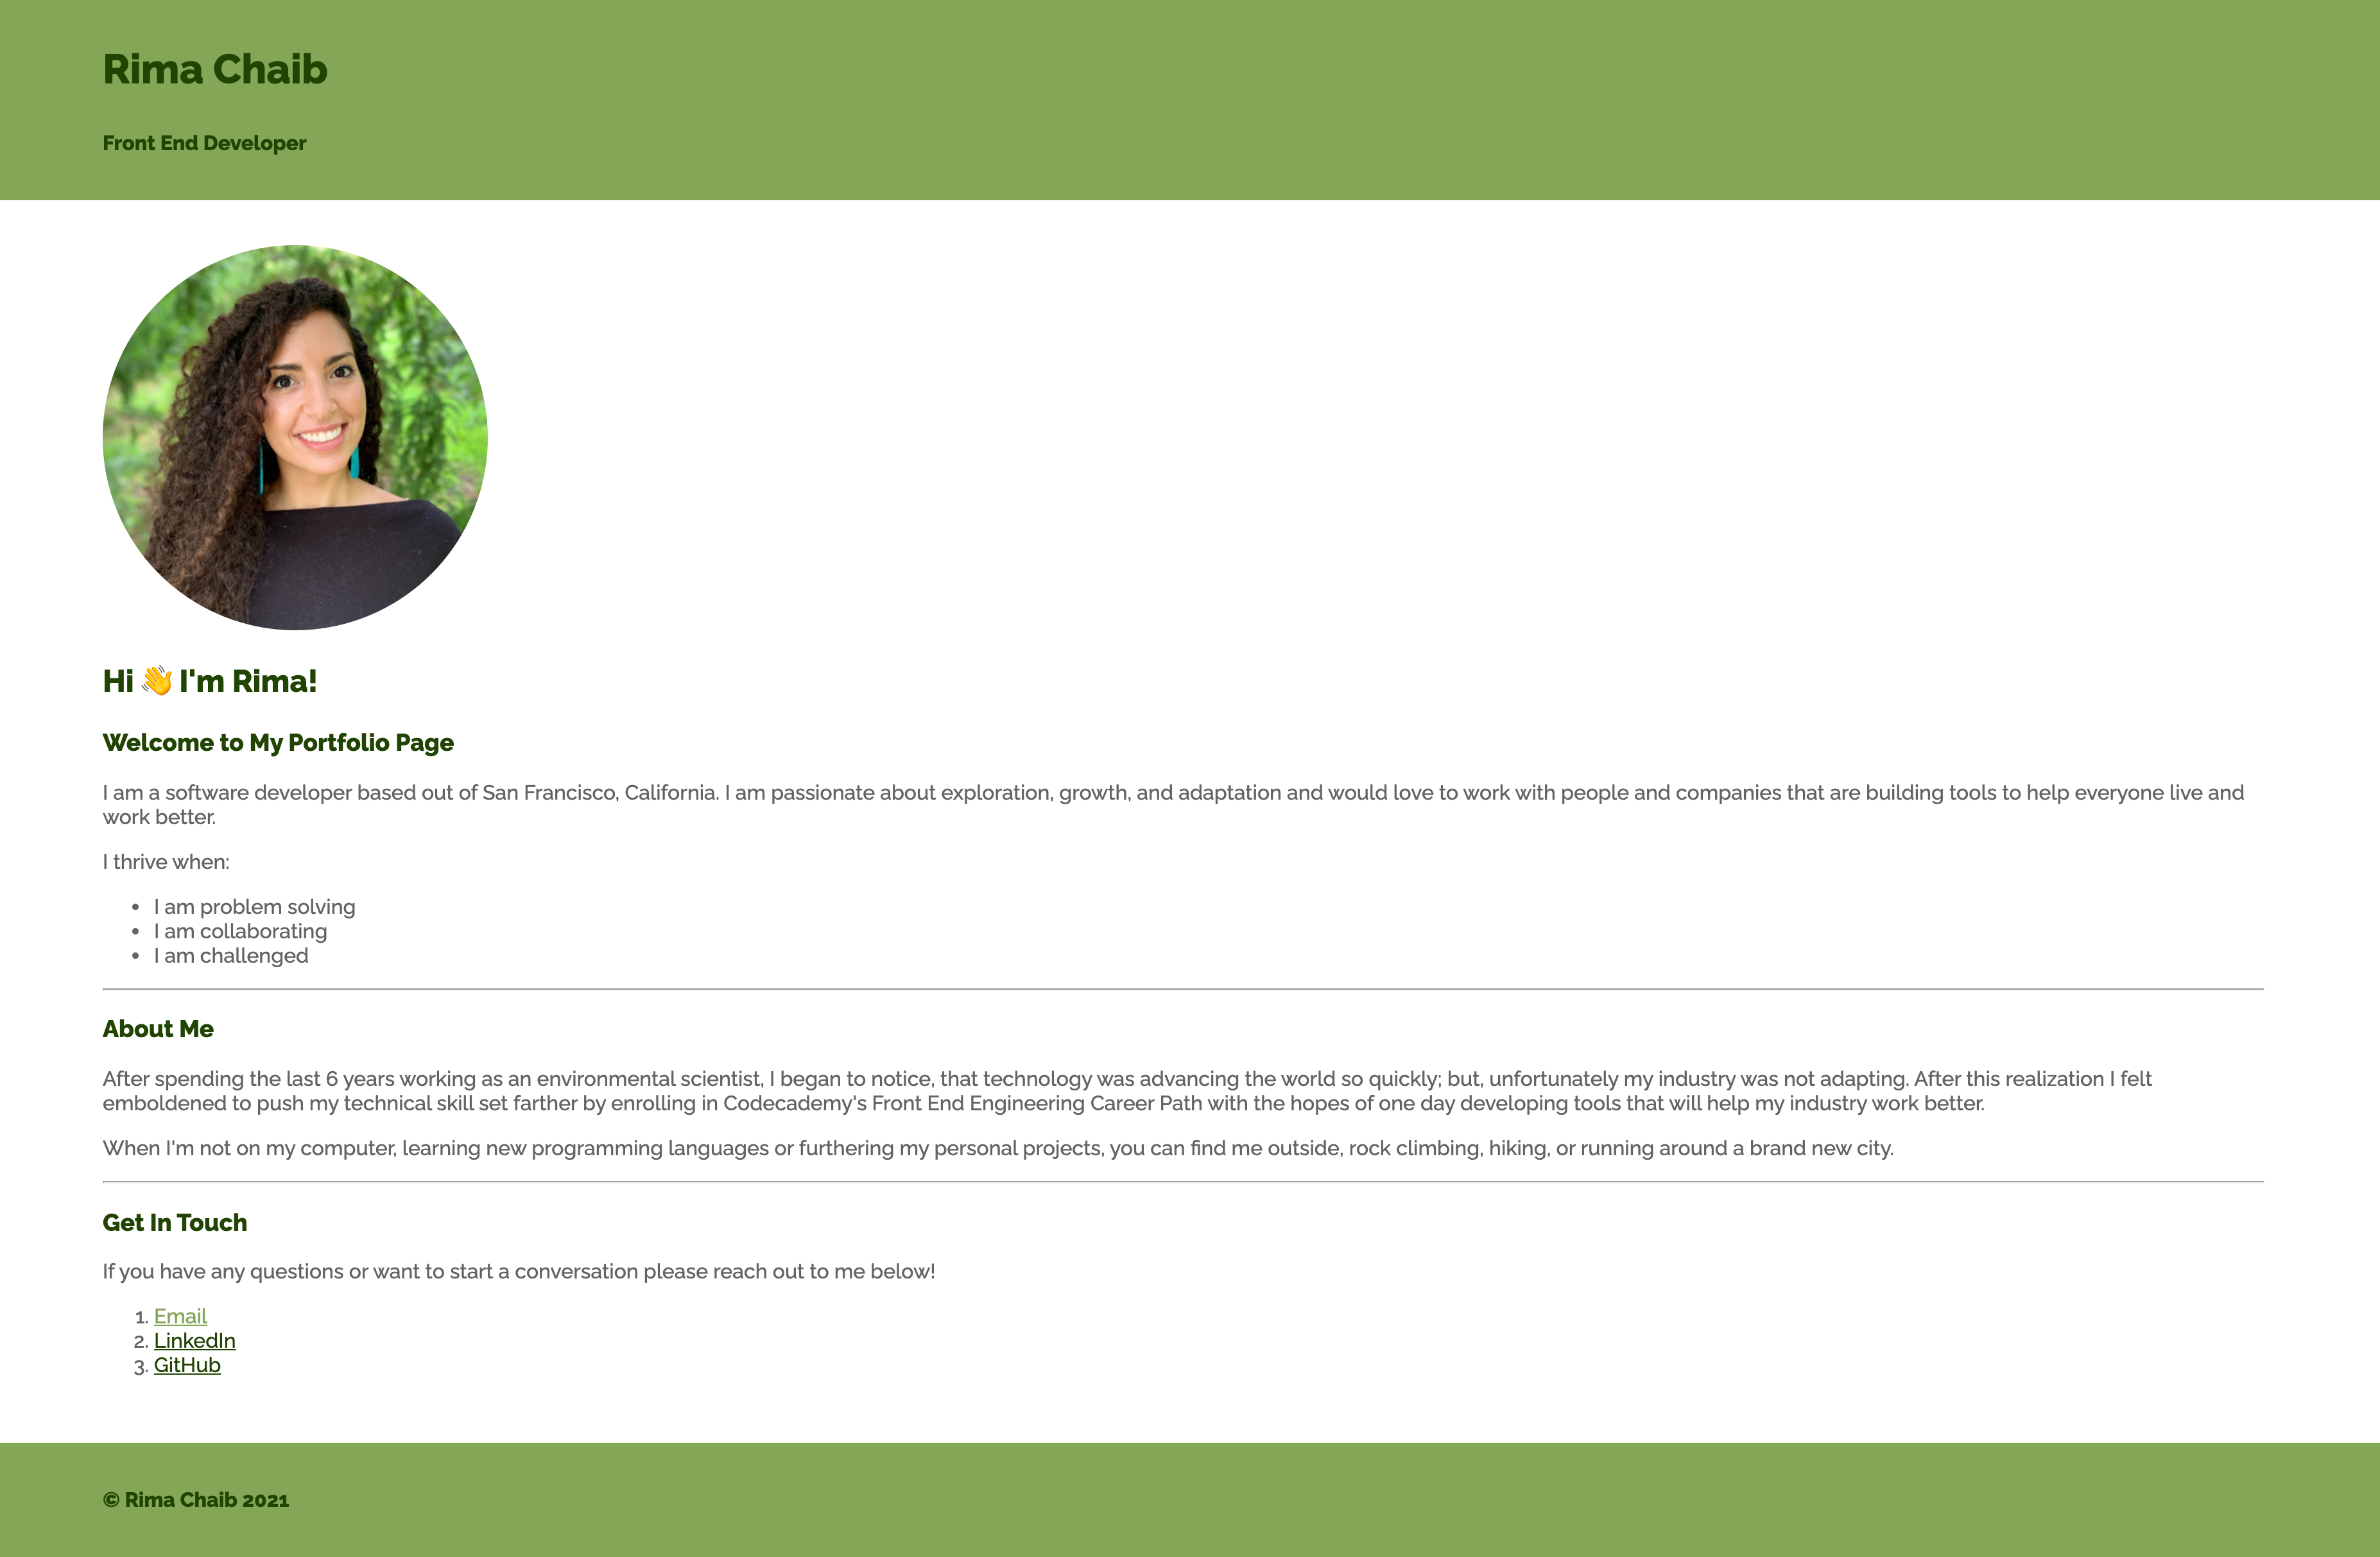 Rima Chaib
Front End Developer
Hi 👋 I'm Rima!
Welcome to My Portfolio Page
I am a software developer based out of San Francisco, California. I am passionate about exploration, growth, and adaptation and would love to work with people and companies that are building tools to help everyone live and
work better.
I thrive when:
• I am problem solving
• I am collaborating
• I am challenged
About Me
After spending the last 6 years working as an environmental scientist, I began to notice, that technology was advancing the world so quickly; but, unfortunately my industry was not adapting. After this realization I felt
emboldened to push my technical skill set farther by enrolling in Codecademy's Front End Engineering Career Path with the hopes of one day developing tools that will help my industry work better.
When I'm not on my computer, learning new programming languages or furthering my personal projects, you can find me outside, rock climbing, hiking, or running around a brand new city.
Get In Touch
If you have any questions or want to start a conversation please reach out to me below!
1. Email
2. LinkedIn
3. GitHub
© Rima Chaib 2021